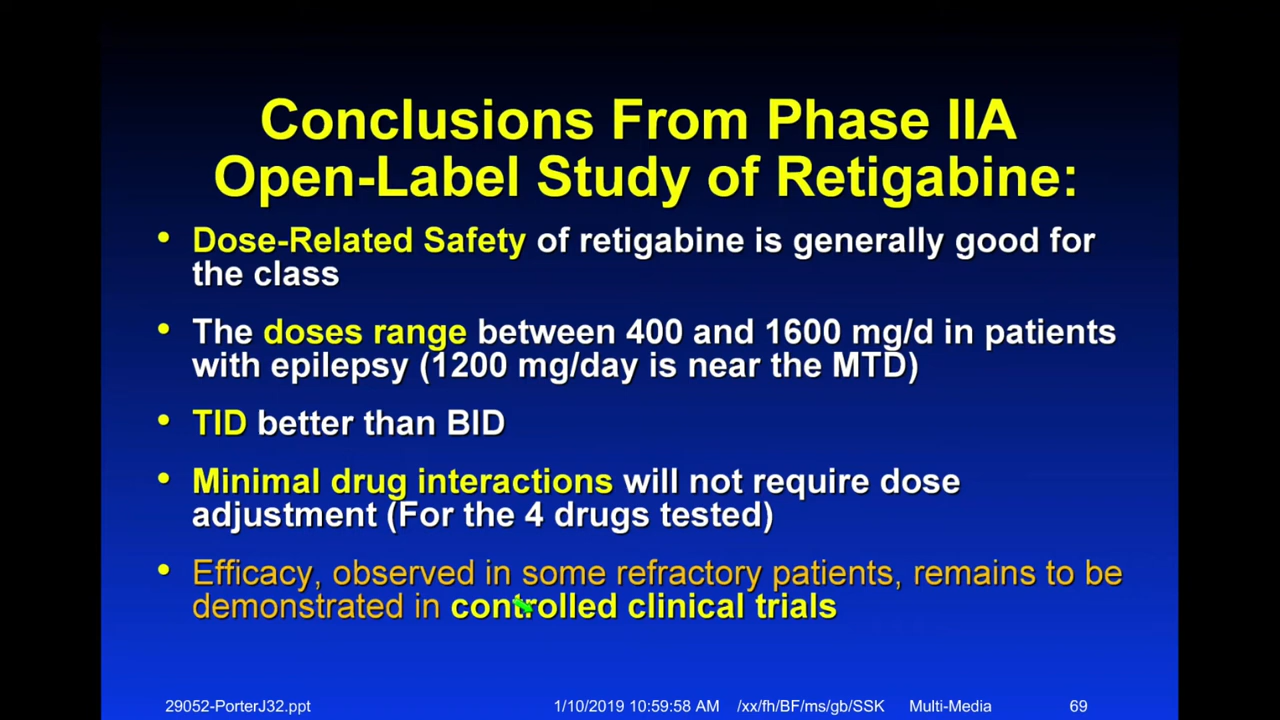 Conclusions From Phase IIA
Open-Label Study of Retigabine:
• Dose-Related Safety of retigabine is generally good for
the class
• The doses range between 400 and 1600 mg/d in patients
with epilepsy (1200 mg/day is near the MTD)
• TID better than BID
• Minimal drug interactions will not require dose
adjustment (For the 4 drugs tested)
• Efficacy, observed in some refractory patients, remains to be
demonstrated in controlled clinical trials
29052-PorterJ32.ppt 1/10/2019 10:59:58 AM /xx/fh/BF/ms/gb/SSK Multi-Media 69